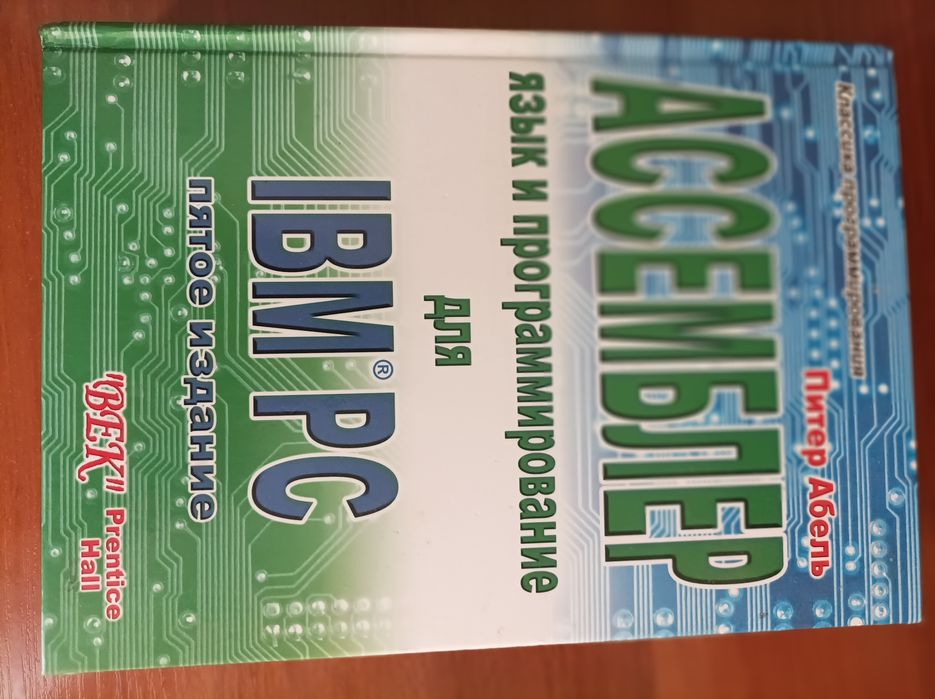 Классика программирования
Питер Абель
АССЕМБЛЕР
язык и программирование
для
IBM® PC
пятое издание
"ВЕК"
Prentice
Hall